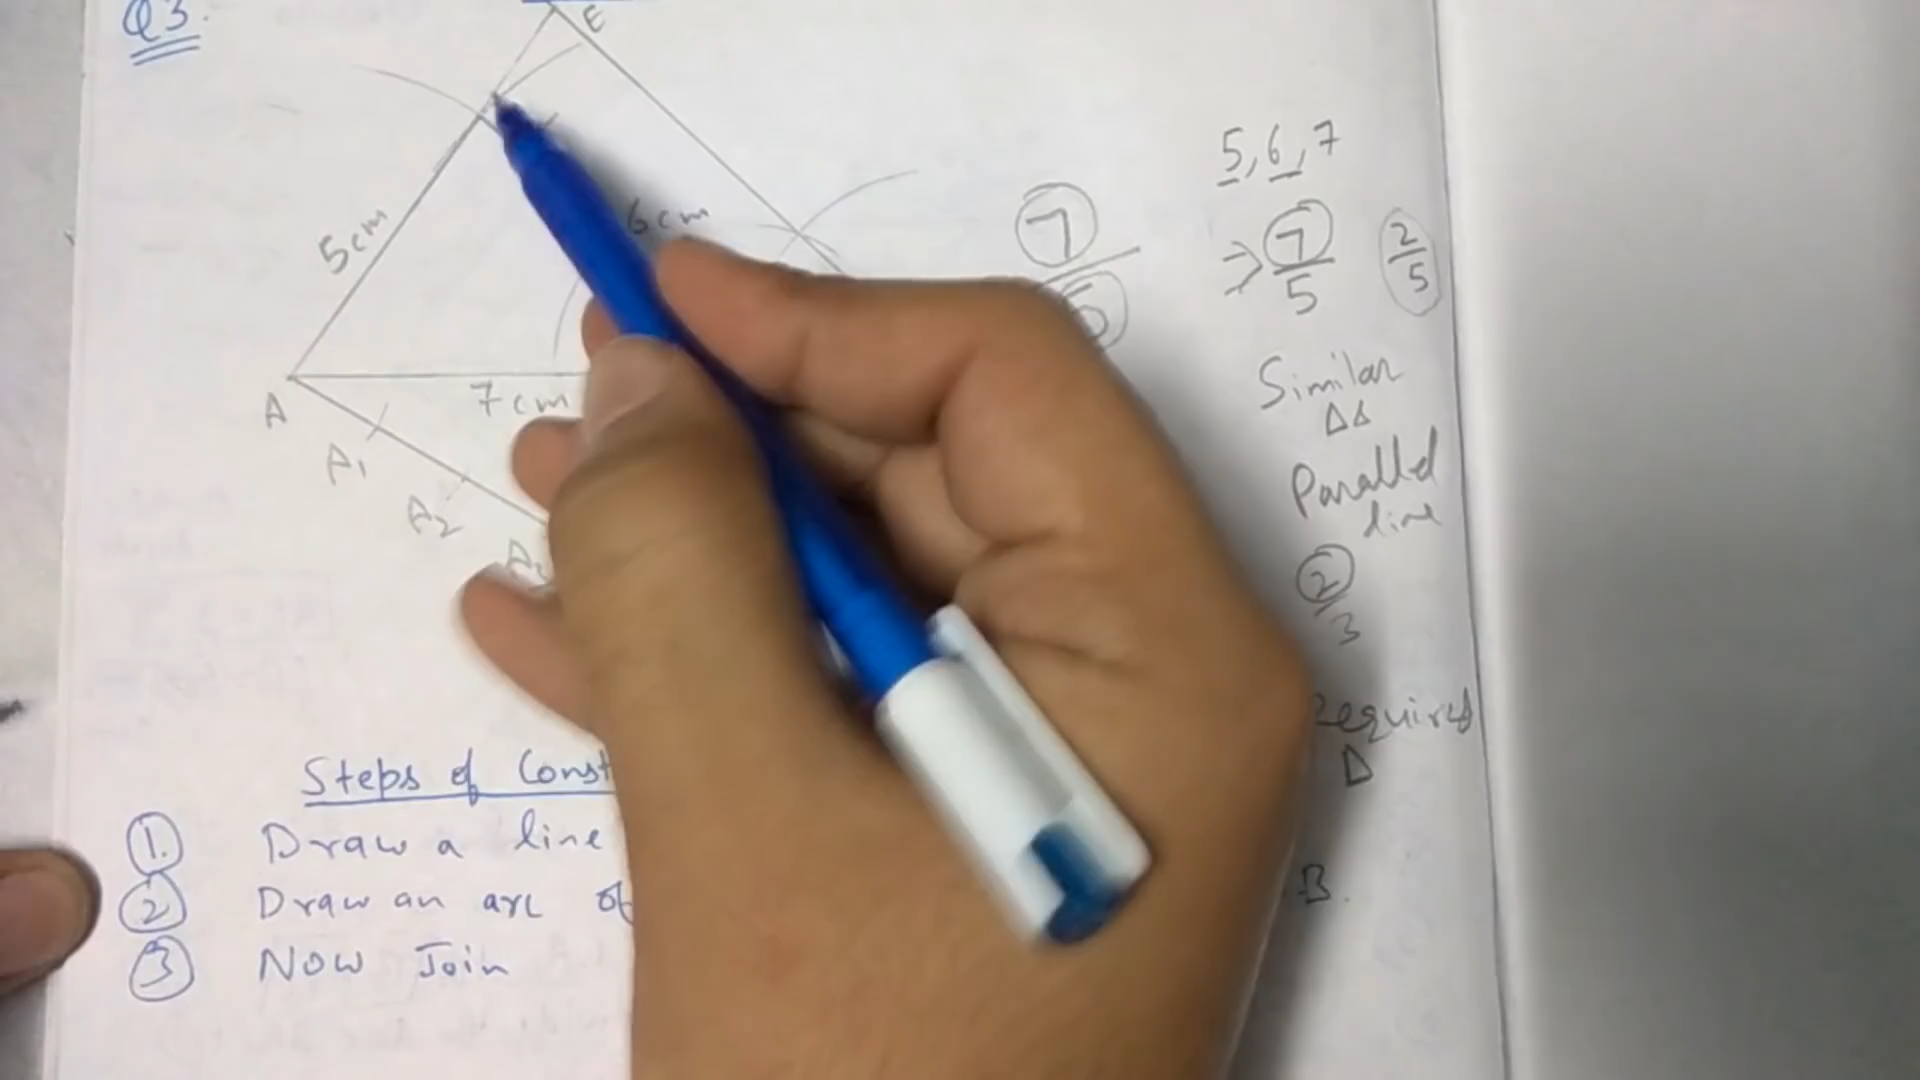 Q3.
E
5cm
6cm
A
7cm
A1
A2
7
5, 6, 7
⇒ 7/5
2/5
Similar
Δs
Parallel
line
2/3
Required
Δ
B.
Steps of Const
1. Draw a line
2. Draw an arc of
3. Now Join